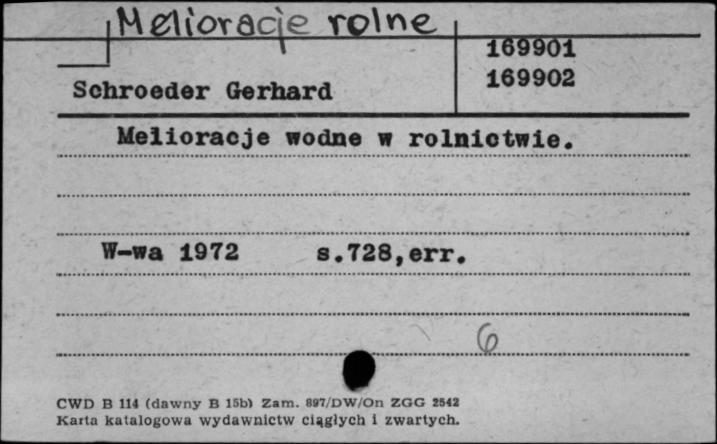 Melioracje rolne
169901
169902
Schroeder Gerhard
Melioracje wodne w rolnictwie.
W-wa 1972 s.728,err.
6
CWD B 114 (dawny B 15b) Zam. 897/DW/On ZGG 2542
Karta katalogowa wydawnictw ciągłych i zwartych.